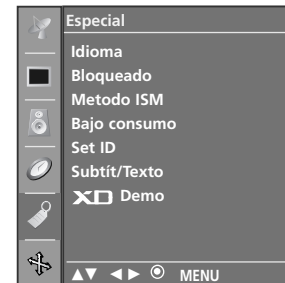 Especial
Idioma
Bloqueado
Metodo ISM
Bajo consumo
Set ID
Subtít/Texto
XD Demo
▲▼ ◄► ⦿ MENU